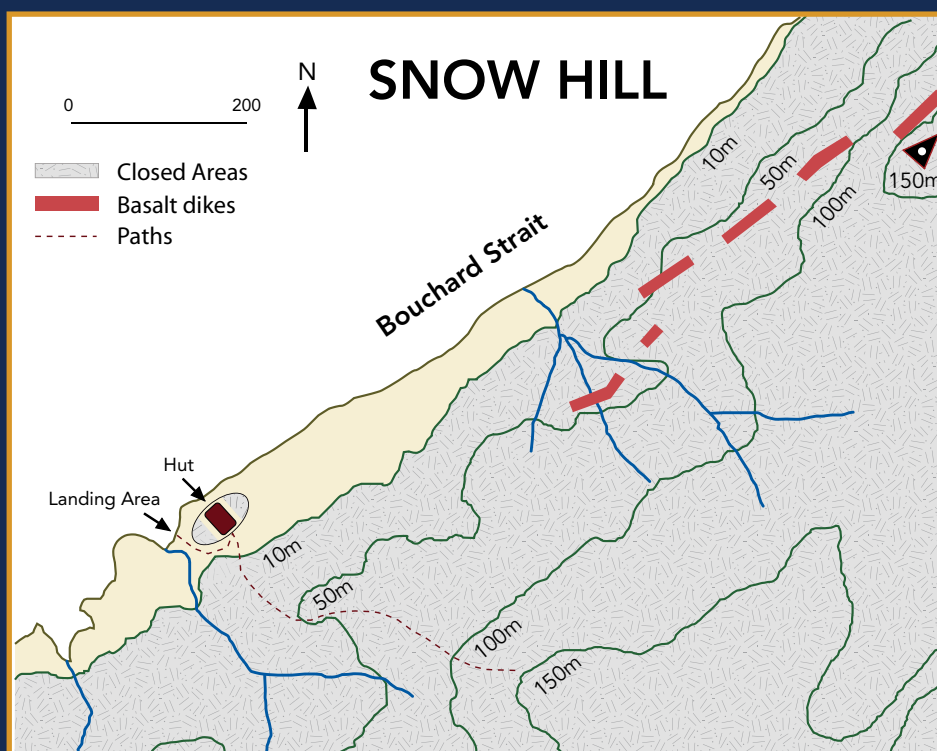 SNOW HILL
N
0 200
Closed Areas
Basalt dikes
Paths
Bouchard Strait
10m
50m
100m
150m
Hut
Landing Area
10m
50m
100m
150m